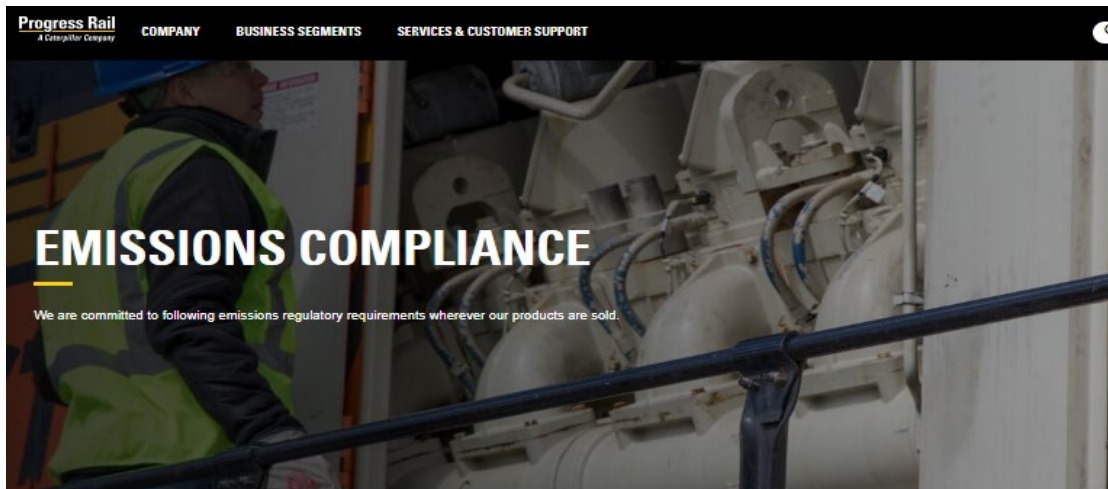 Progress Rail
A Caterpillar Company
COMPANY
BUSINESS SEGMENTS
SERVICES & CUSTOMER SUPPORT
EMISSIONS COMPLIANCE
We are committed to following emissions regulatory requirements wherever our products are sold.